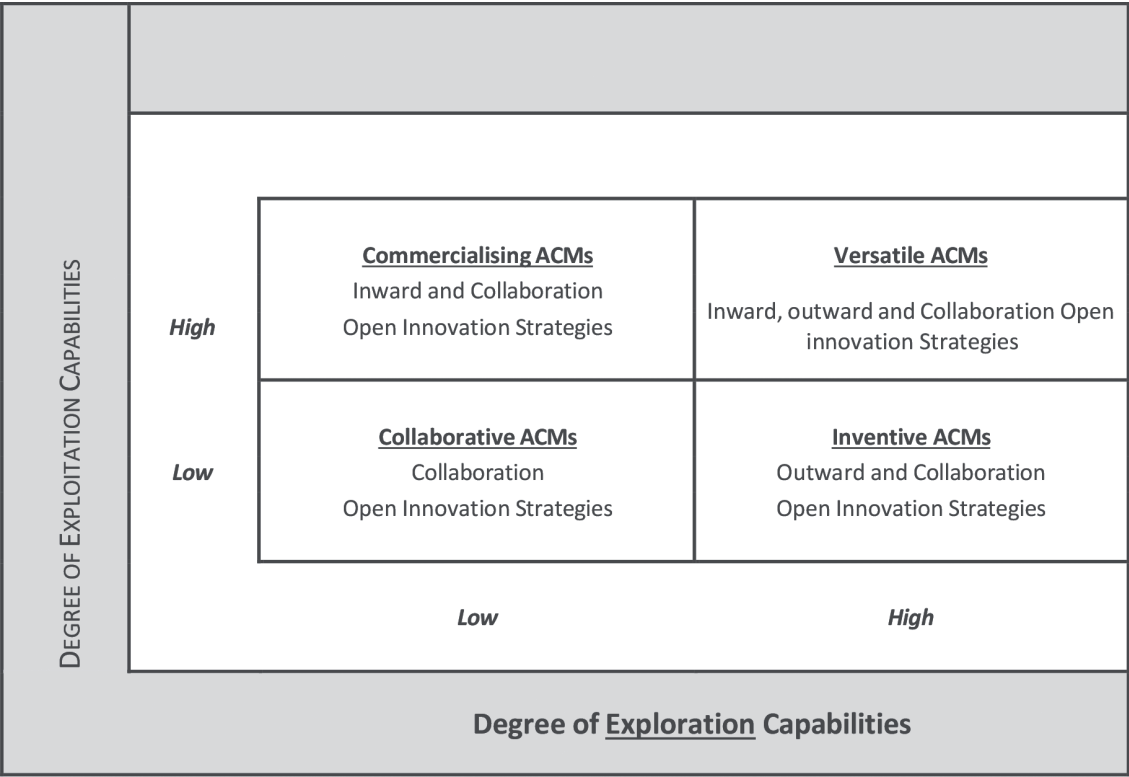 DEGREE OF EXPLOITATION CAPABILITIES
High
Commercialising ACMs
Inward and Collaboration
Open Innovation Strategies
Versatile ACMs
Inward, outward and Collaboration Open
innovation Strategies
Low
Collaborative ACMs
Collaboration
Open Innovation Strategies
Inventive ACMs
Outward and Collaboration
Open Innovation Strategies
Low
High
Degree of Exploration Capabilities